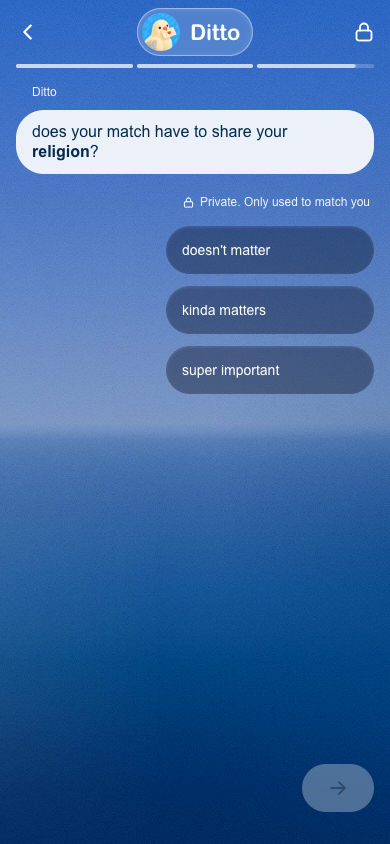 Ditto
Ditto
does your match have to share your
religion?
Private. Only used to match you
doesn't matter
kinda matters
super important